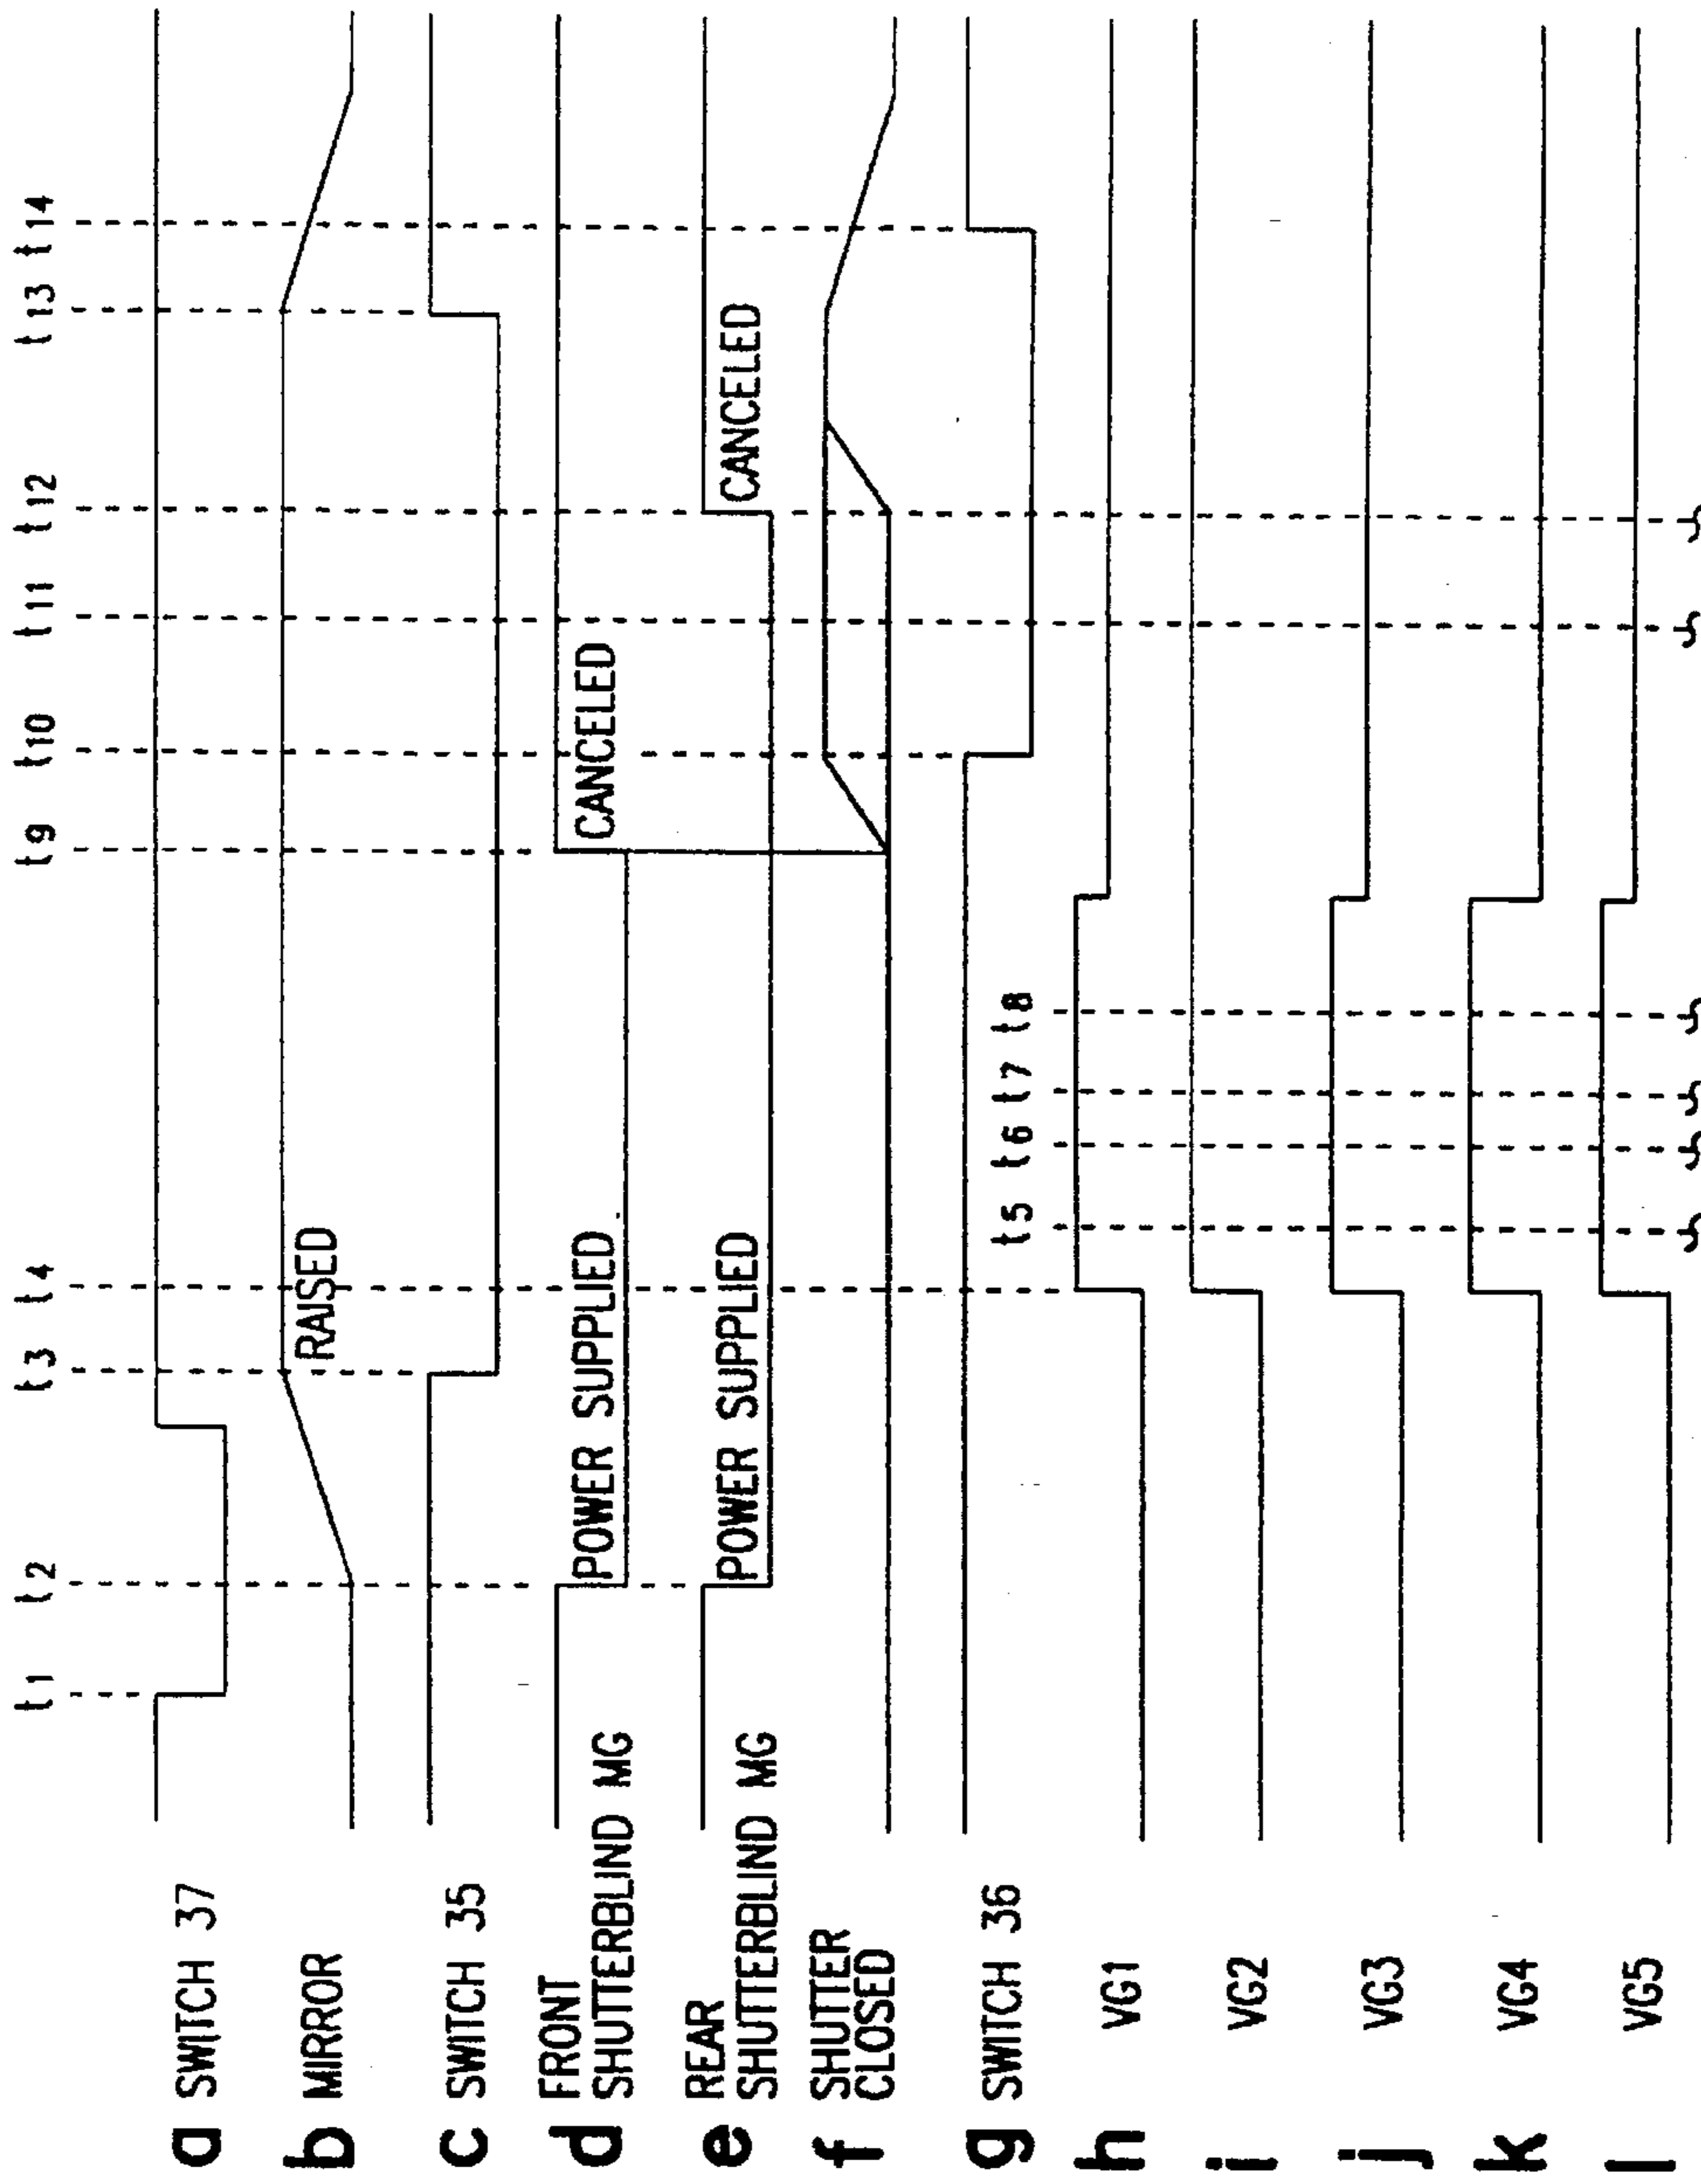 t1 t2 t3 t4 t9 t10 t11 t12 t13 t14
a SWITCH 37
b MIRROR
RAISED
c SWITCH 35
d FRONT
SHUTTERBLIND MG
POWER SUPPLIED
CANCELED
e REAR
SHUTTERBLIND MG
POWER SUPPLIED
CANCELED
f SHUTTER
CLOSED
g SWITCH 36
t5 t6 t7 t8
h VG1
i VG2
j VG3
k VG4
l VG5